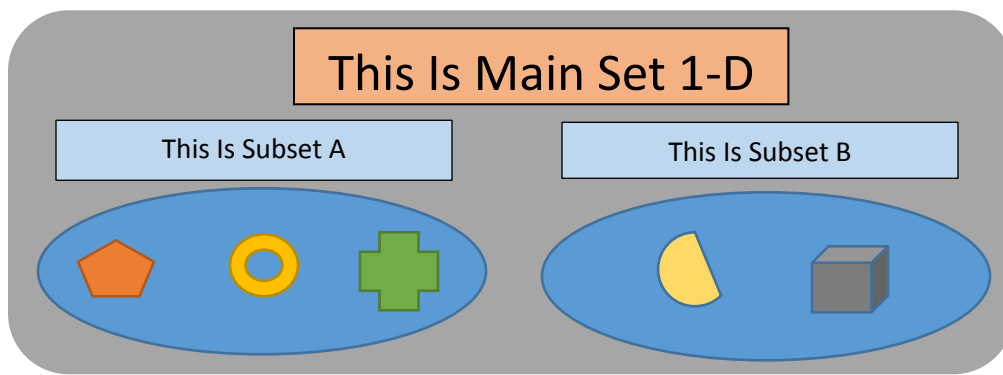 This Is Main Set 1-D
This Is Subset A
This Is Subset B